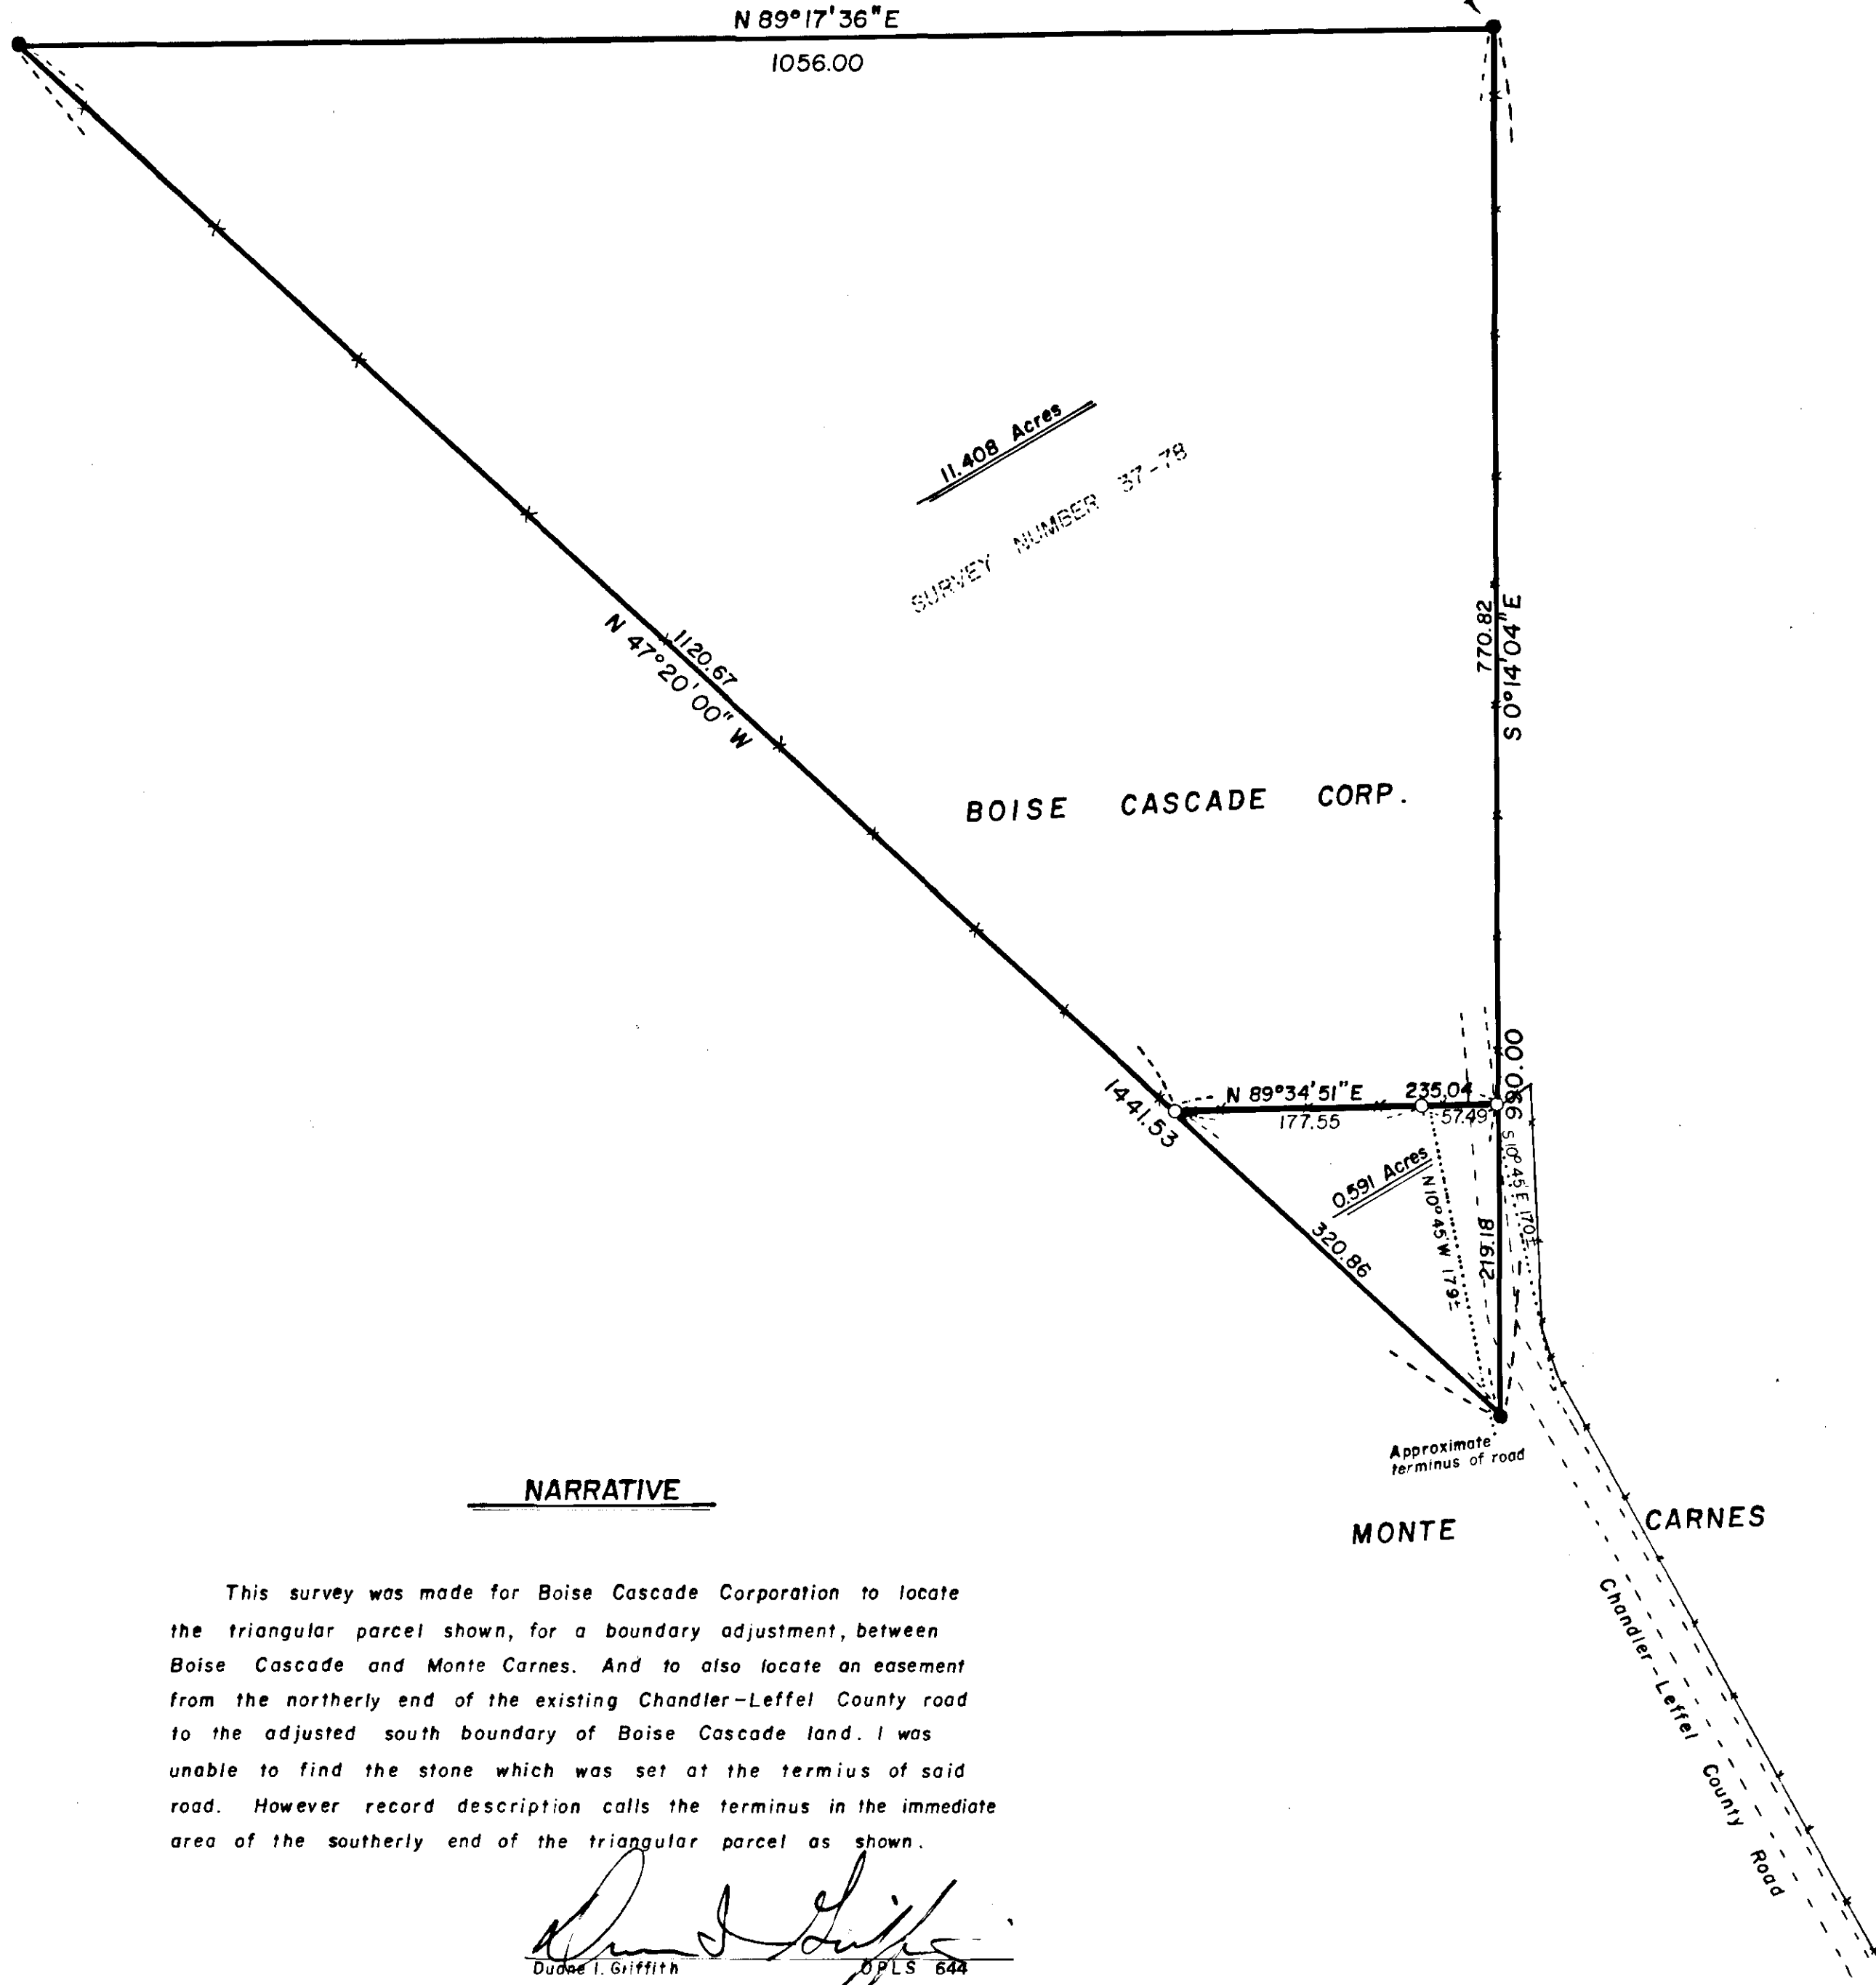 N 89°17'36"E
1056.00
11.408 Acres
SURVEY NUMBER 37-78
1120.67
N 47°20'00" W
770.82
S 0°14'04"E
BOISE CASCADE CORP.
990.00
N 89°34'51"E
235.04
1441.53
177.55
57.49
S10°45'E 170±
0.591 Acres
N10°45'W 176±
219.18
320.86
Approximate
terminus of road
NARRATIVE
MONTE CARNES
This survey was made for Boise Cascade Corporation to locate
the triangular parcel shown, for a boundary adjustment, between
Boise Cascade and Monte Carnes. And to also locate an easement
from the northerly end of the existing Chandler-Leffel County road
to the adjusted south boundary of Boise Cascade land. I was
unable to find the stone which was set at the termius of said
road. However record description calls the terminus in the immediate
area of the southerly end of the triangular parcel as shown.
Chandler-Leffel County Road
Duane I. Griffith OPLS 644